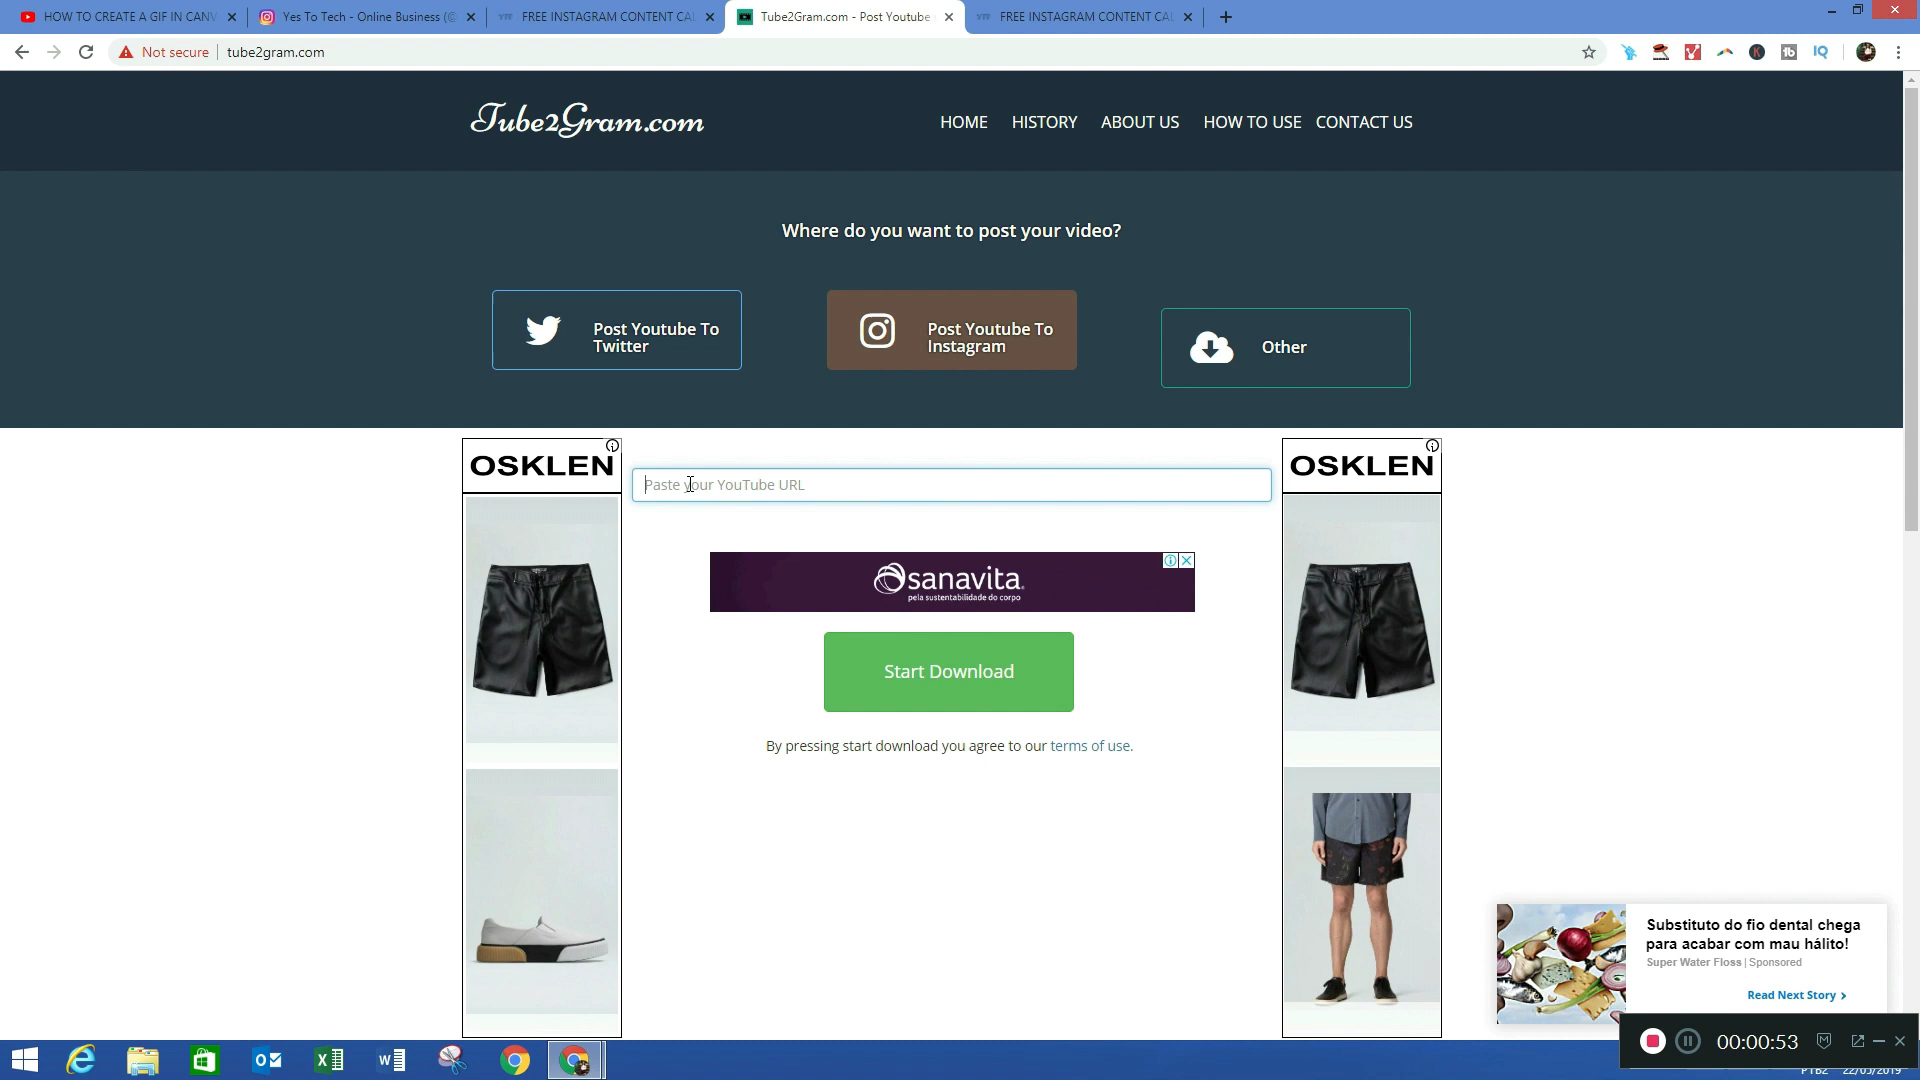 HOW TO CREATE A GIF IN CANV
Yes To Tech - Online Business (@
FREE INSTAGRAM CONTENT CAL
Tube2Gram.com - Post Youtube
FREE INSTAGRAM CONTENT CAL
Not secure
tube2gram.com
Tube2Gram.com
HOME
HISTORY
ABOUT US
HOW TO USE
CONTACT US
Where do you want to post your video?
Post Youtube To
Twitter
Post Youtube To
Instagram
Other
OSKLEN
OSKLEN
Paste your YouTube URL
sanavita
pela sustentabilidade do corpo
Start Download
By pressing start download you agree to our terms of use.
Substituto do fio dental chega
para acabar com mau hálito!
Super Water Floss | Sponsored
Read Next Story
00:00:53
PTB2
22/05/2019